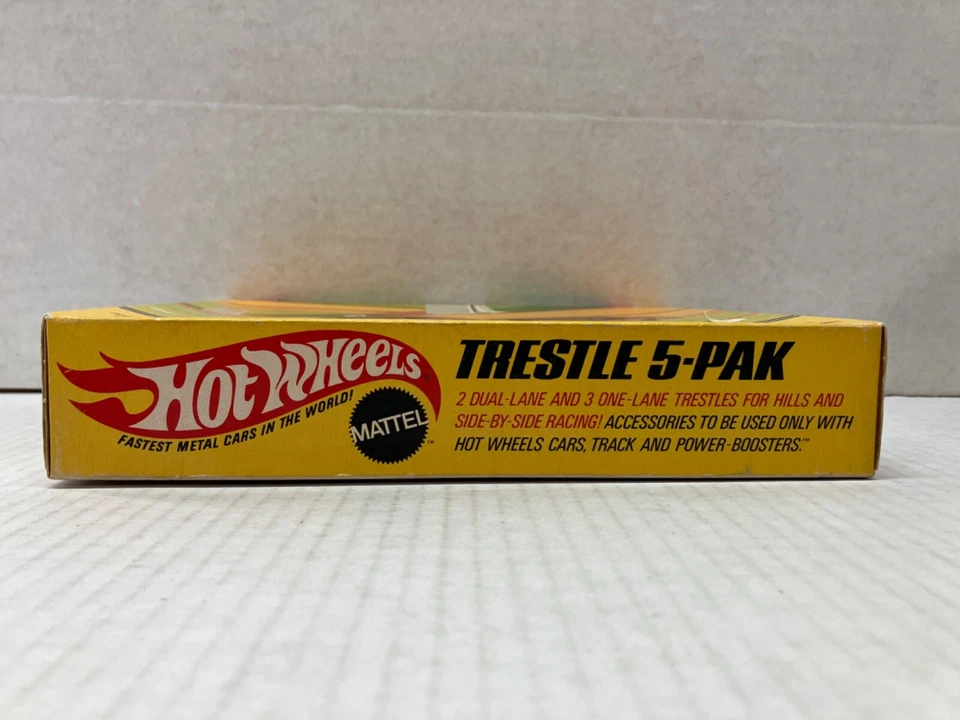 HOT WHEELS
FASTEST METAL CARS IN THE WORLD!
MATTEL™
TRESTLE 5-PAK
2 DUAL-LANE AND 3 ONE-LANE TRESTLES FOR HILLS AND
SIDE-BY-SIDE RACING! ACCESSORIES TO BE USED ONLY WITH
HOT WHEELS CARS, TRACK AND POWER-BOOSTERS.™